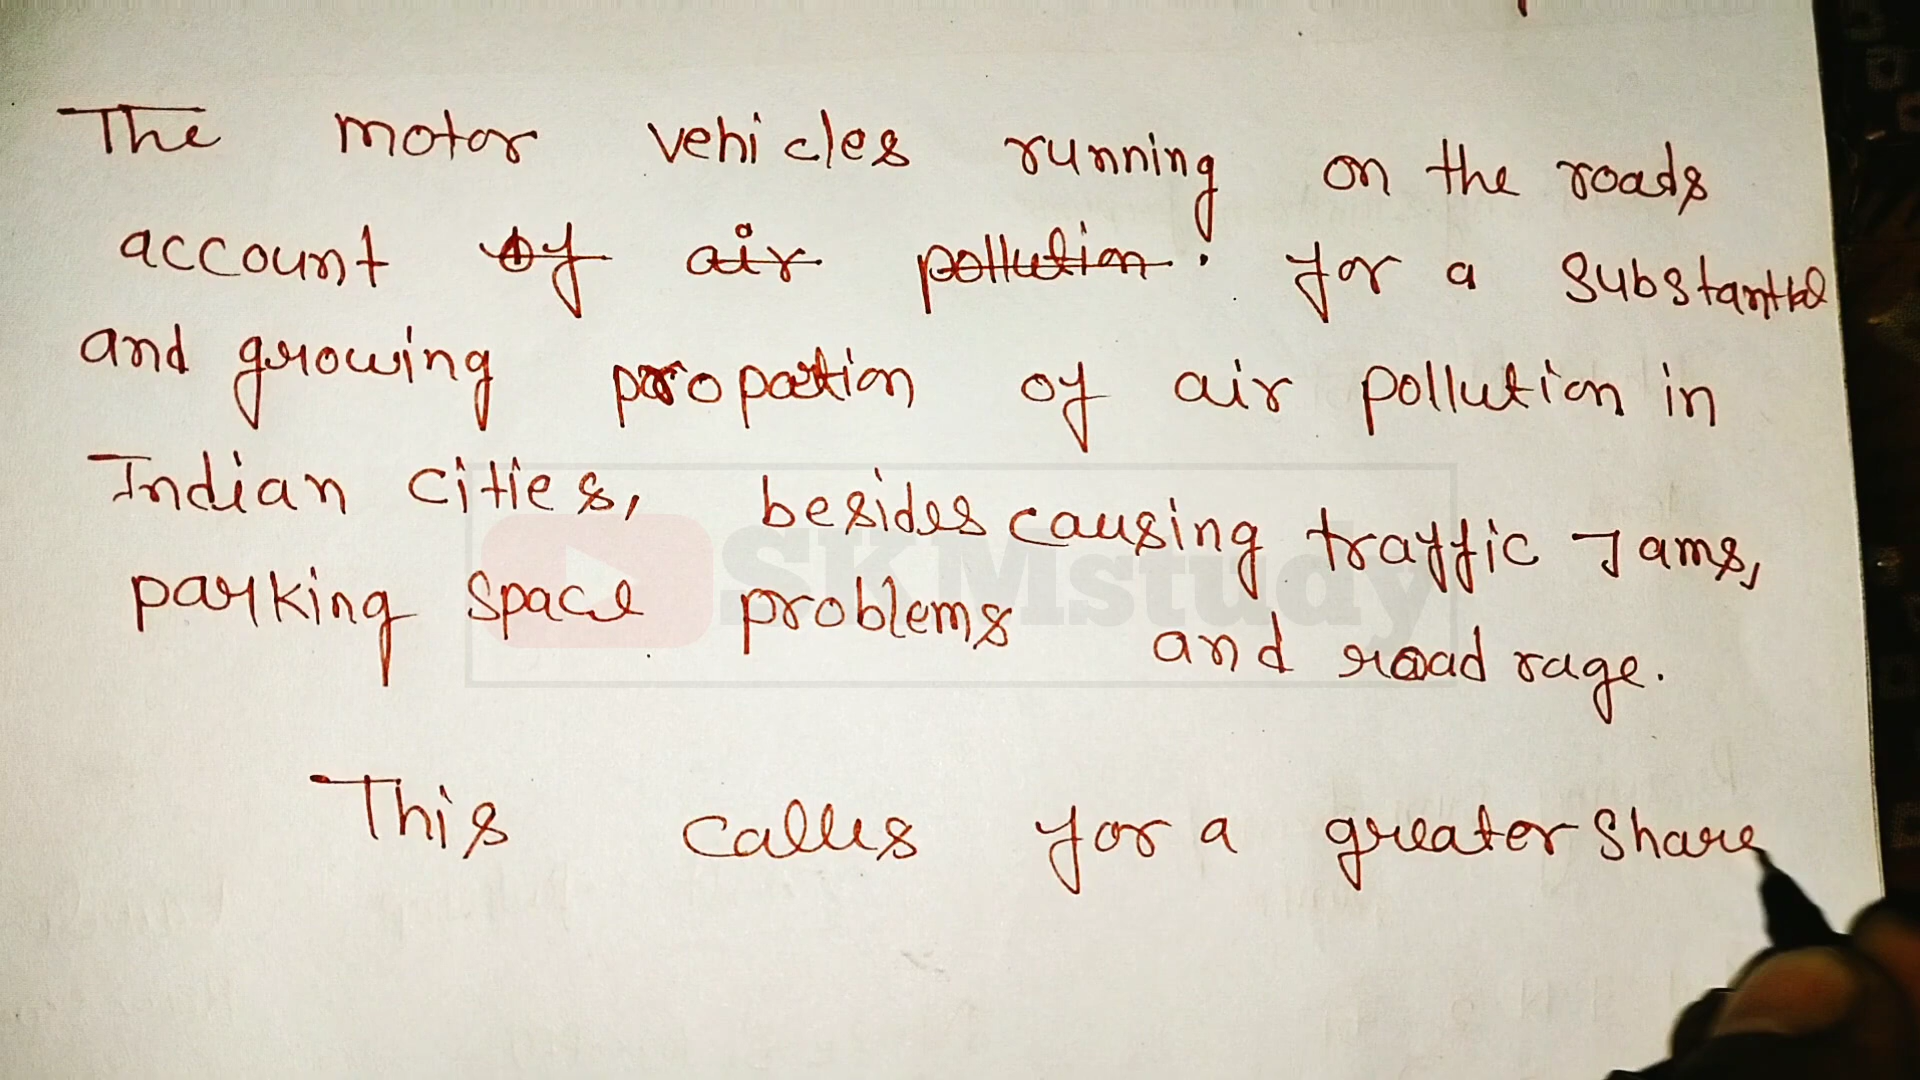 The motor vehicles running on the roads
account of air pollution. for a substantial
and growing proportion of air pollution in
Indian cities, besides causing traffic Jams,
parking space problems and road rage.
SKMstudy
This calls for a greater share